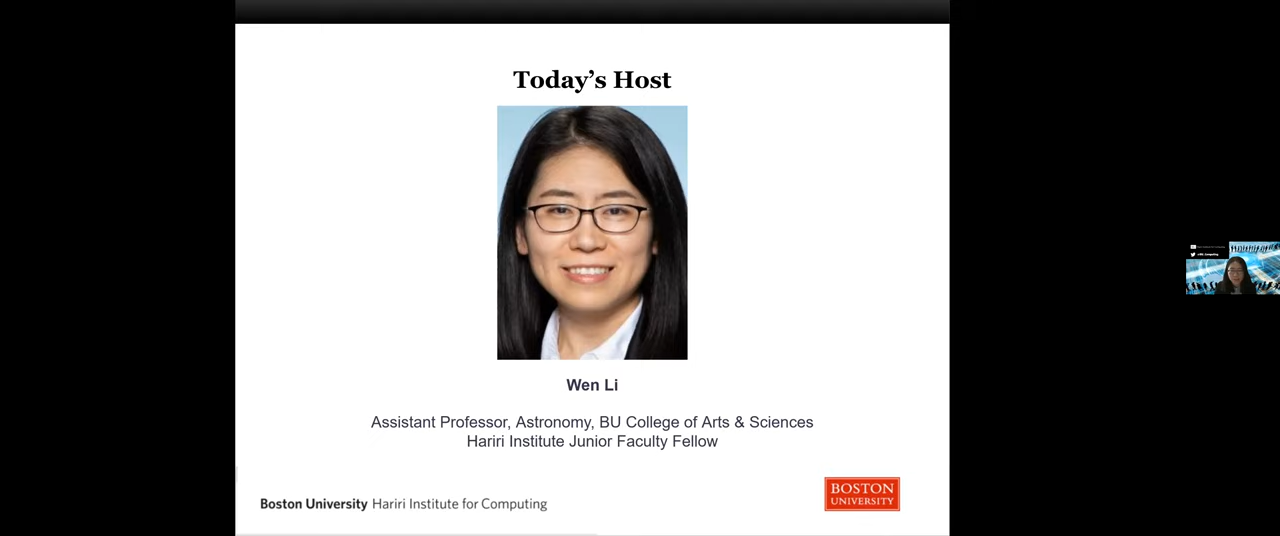 Today's Host
Wen Li
Assistant Professor, Astronomy, BU College of Arts & Sciences
Hariri Institute Junior Faculty Fellow
Boston University Hariri Institute for Computing
BOSTON
UNIVERSITY